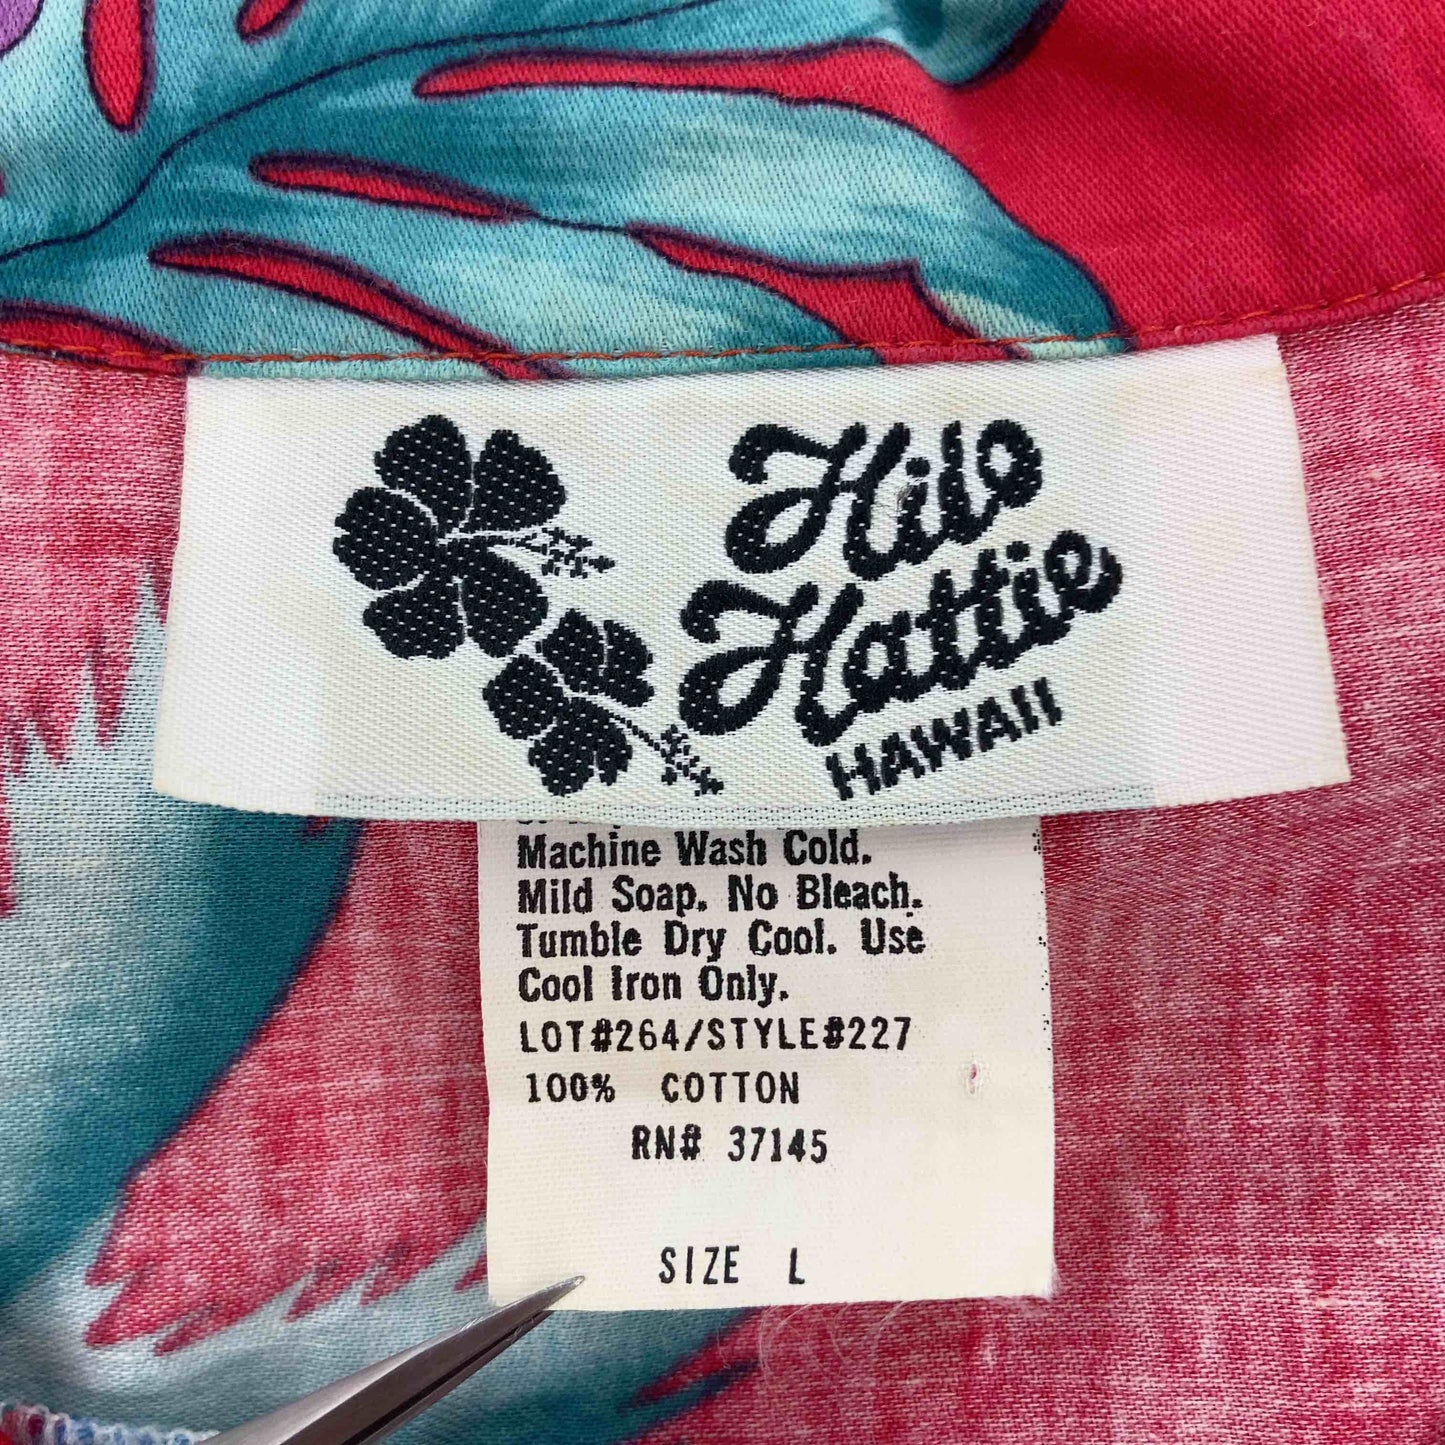 Hilo
Hattie
HAWAII
Machine Wash Cold.
Mild Soap. No Bleach.
Tumble Dry Cool. Use
Cool Iron Only.
LOT#264/STYLE#227
100% COTTON
RN# 37145
SIZE L